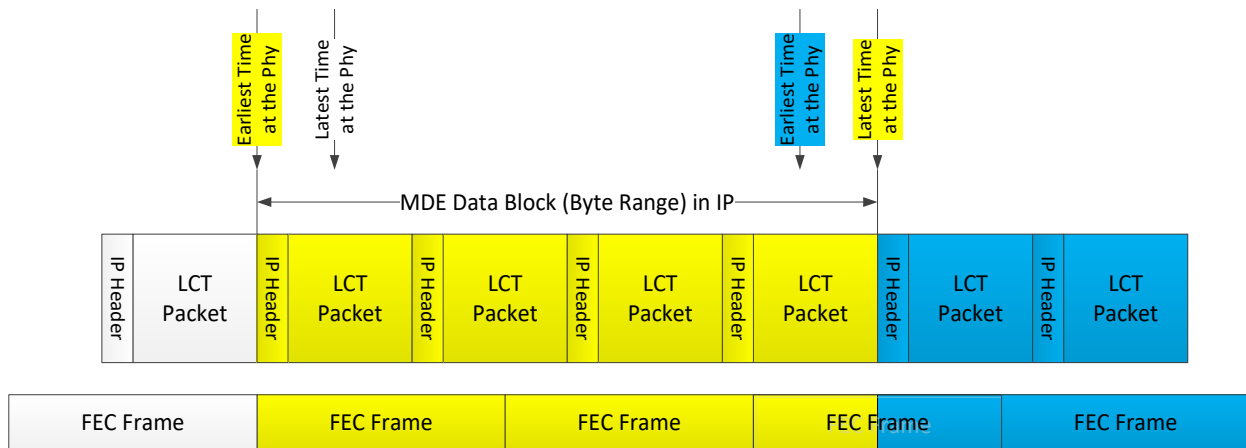 Earliest Time
at the Phy
Latest Time
at the Phy
Earliest Time
at the Phy
Latest Time
at the Phy
MDE Data Block (Byte Range) in IP
IP Header
LCT
Packet
IP Header
LCT
Packet
IP Header
LCT
Packet
IP Header
LCT
Packet
IP Header
LCT
Packet
IP Header
LCT
Packet
IP Header
LCT
Packet
FEC Frame
FEC Frame
FEC Frame
FEC Frame
FEC Frame